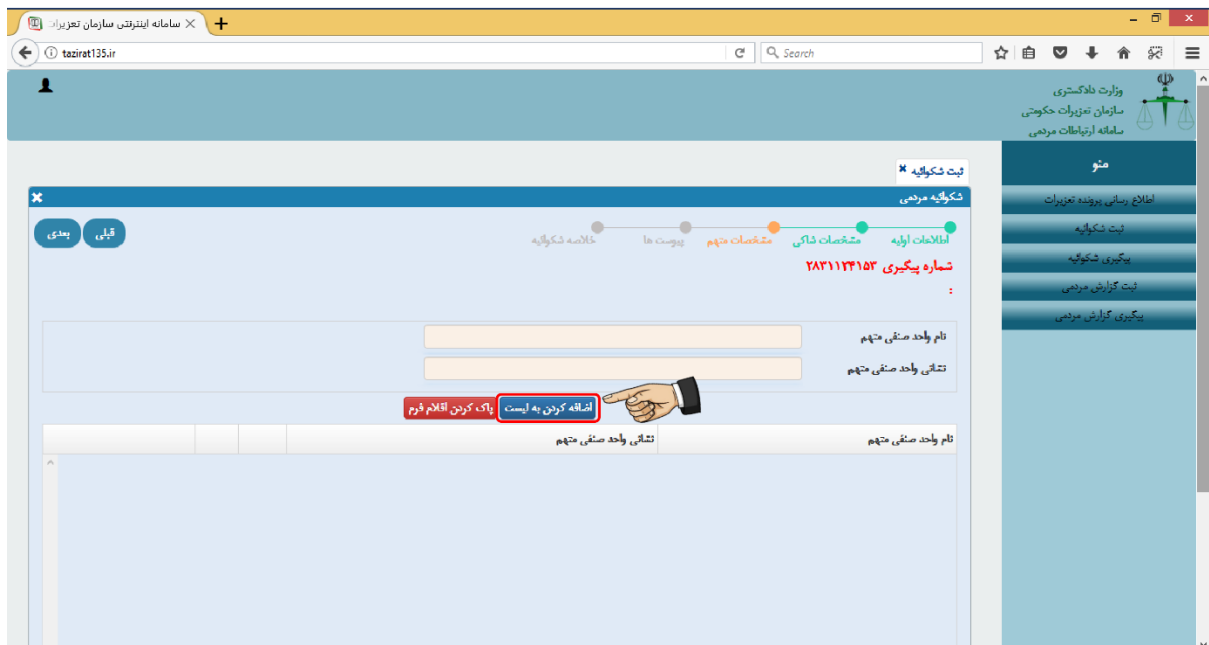 سامانه اینترنتی سازمان تعزیرات
tazirat135.ir
Search
وزارت دادگستری
سازمان تعزیرات حکومتی
سامانه ارتباطات مردمی
منو
اطلاع رسانی پرونده تعزیرات
ثبت شکوائیه
پیگیری شکوائیه
ثبت گزارش مردمی
پیگیری گزارش مردمی
ثبت شکوائیه
شکوائیه مردمی
اطلاعات اولیه
مشخصات شاکی
مشخصات متهم
پیوست ها
خلاصه شکوائیه
قبلی
بعدی
شماره پیگیری ۲۸۳۱۱۲۴۱۵۳
:
نام واحد صنفی متهم
نشانی واحد صنفی متهم
اضافه کردن به لیست
پاک کردن اقلام فرم
نام واحد صنفی متهم
نشانی واحد صنفی متهم